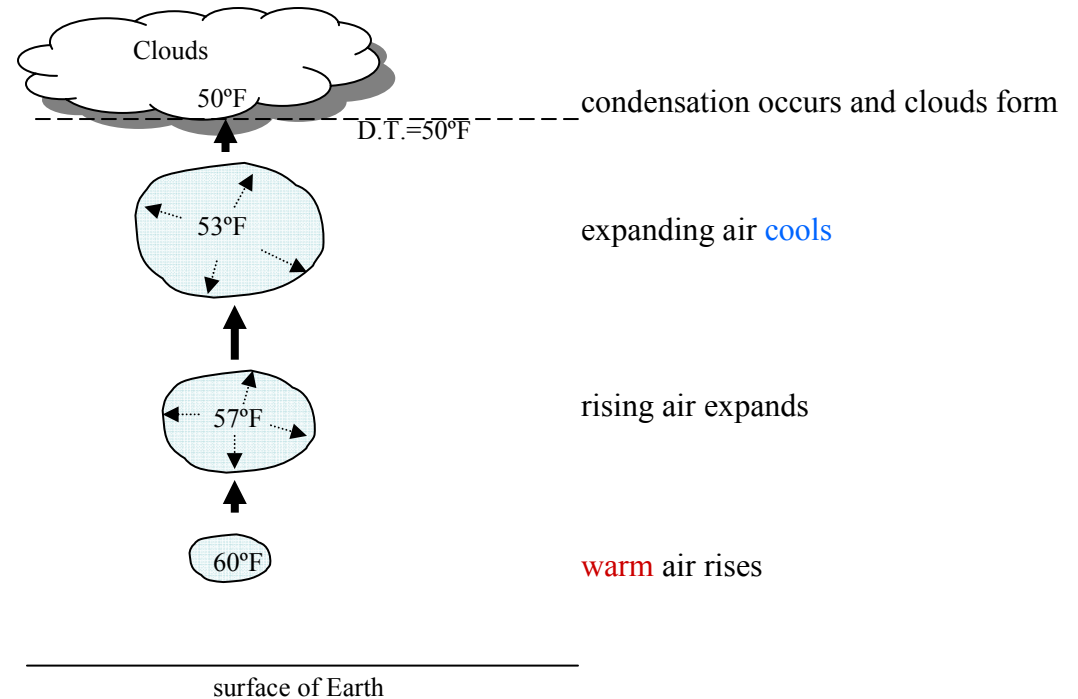 Clouds
50ºF
condensation occurs and clouds form
D.T.=50ºF
53ºF
expanding air cools
57ºF
rising air expands
60ºF
warm air rises
surface of Earth